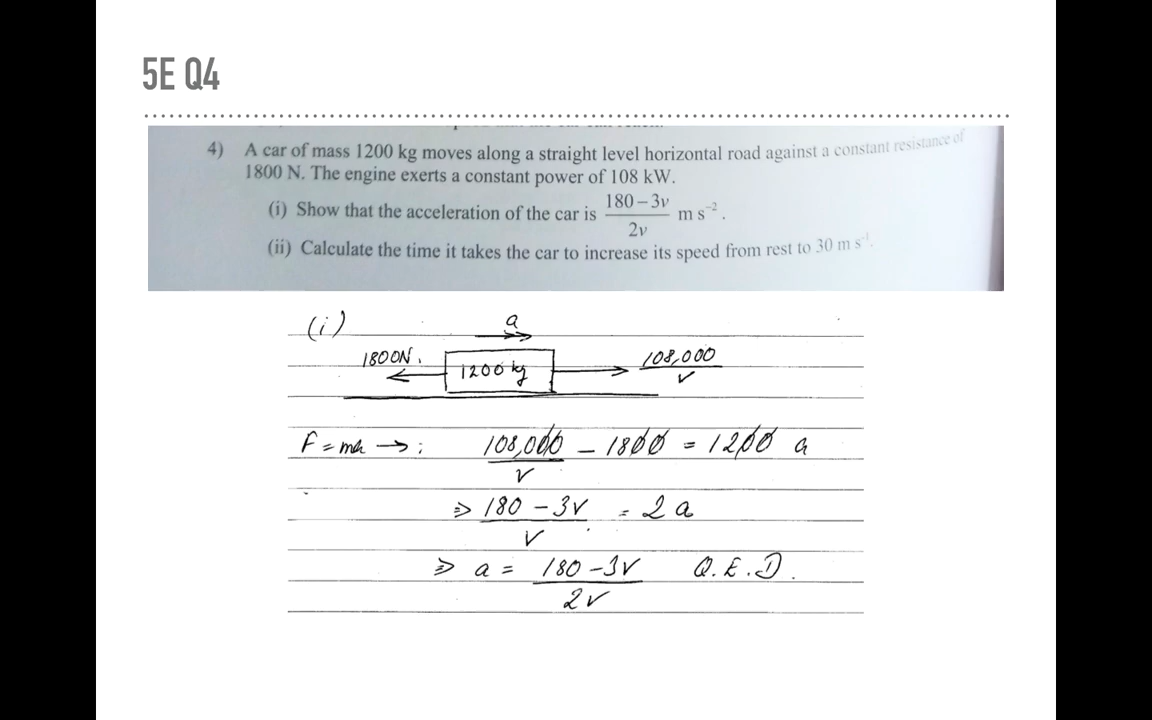 5E Q4
4) A car of mass 1200 kg moves along a straight level horizontal road against a constant resistance of
1800 N. The engine exerts a constant power of 108 kW.
(i) Show that the acceleration of the car is (180 – 3v)/(2v) m s⁻².
(ii) Calculate the time it takes the car to increase its speed from rest to 30 m s⁻¹.
(i)
a
1800N. 1200 kg 108,000/v
F = ma → : 108,000/v – 1800 = 1200 a
⇒ (180 – 3v)/v = 2a
⇒ a = (180 – 3v)/(2v) Q.E.D.